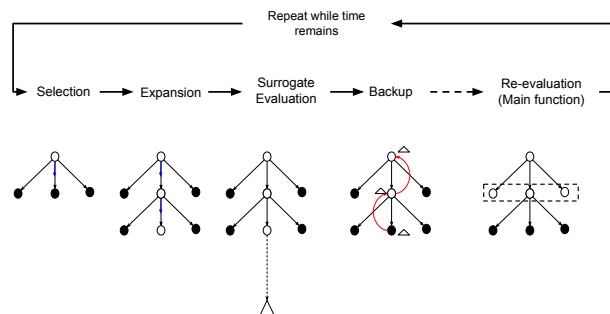 Repeat while time
remains
Selection
Expansion
Surrogate
Evaluation
Backup
Re-evaluation
(Main function)